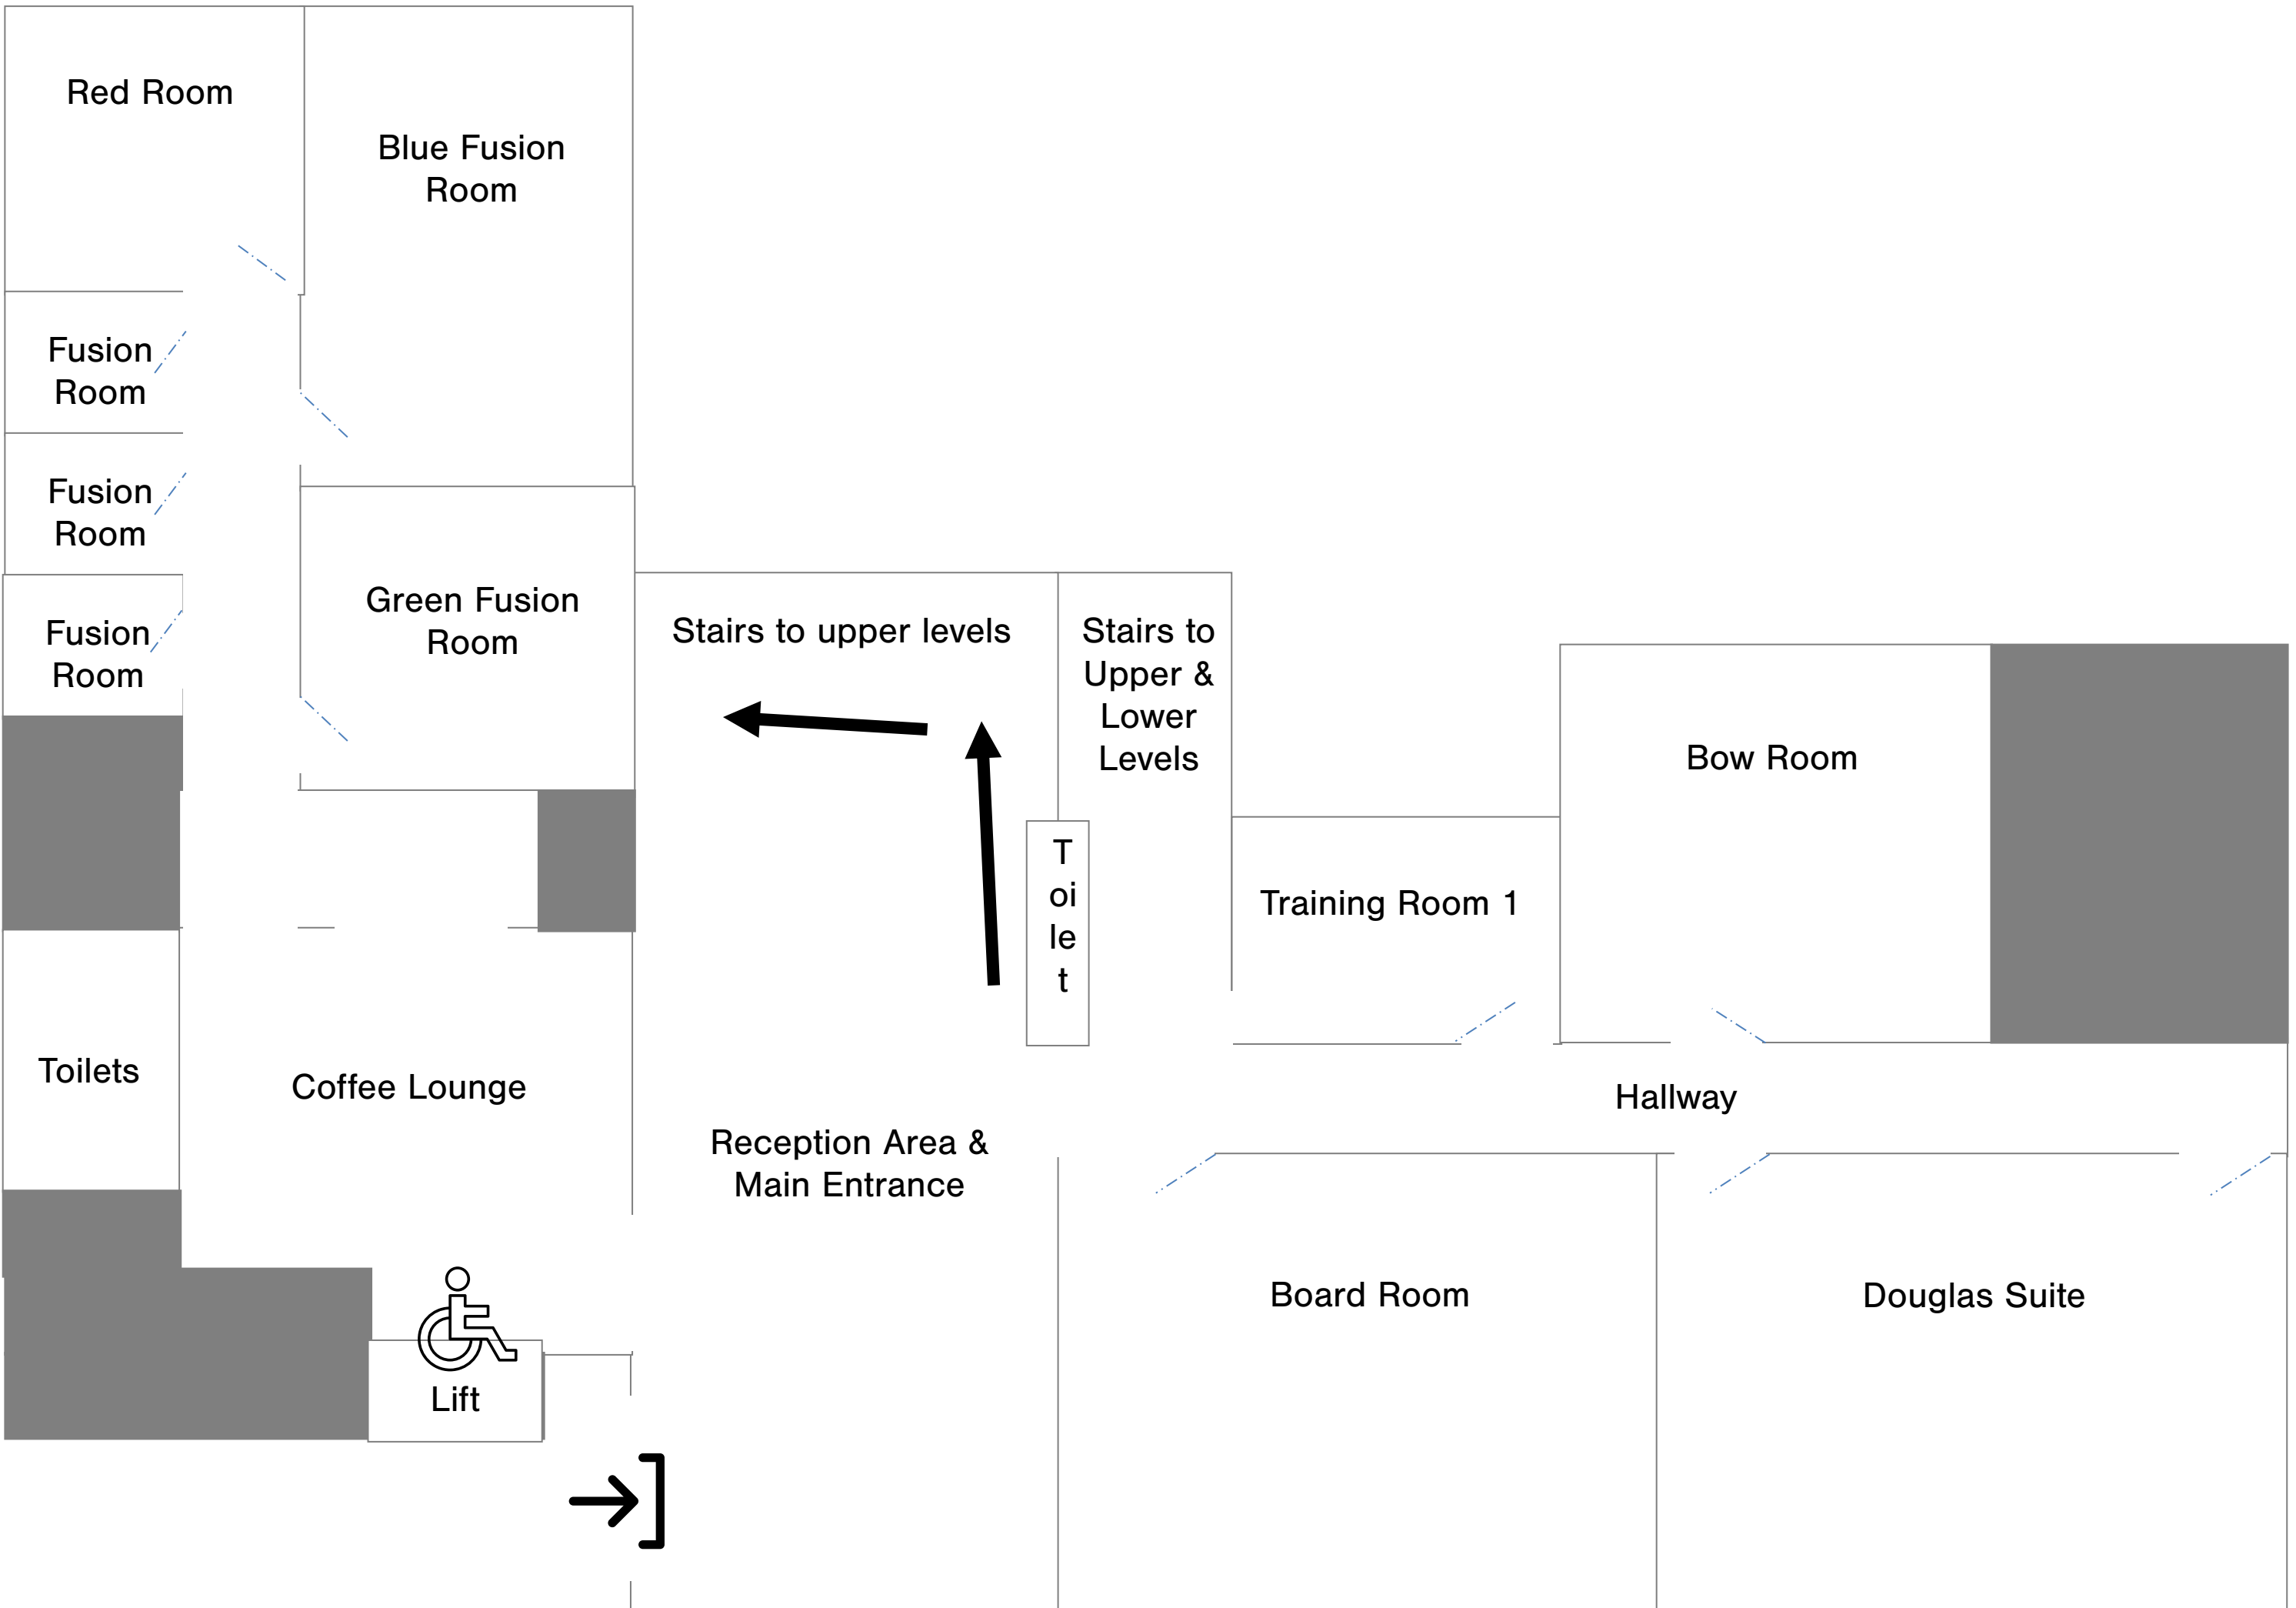 Red Room
Blue Fusion
Room
Fusion
Room
Fusion
Room
Fusion
Room
Green Fusion
Room
Stairs to upper levels
Stairs to
Upper &
Lower
Levels
Bow Room
T
oi
le
t
Training Room 1
Toilets
Coffee Lounge
Hallway
Reception Area &
Main Entrance
Board Room
Douglas Suite
Lift